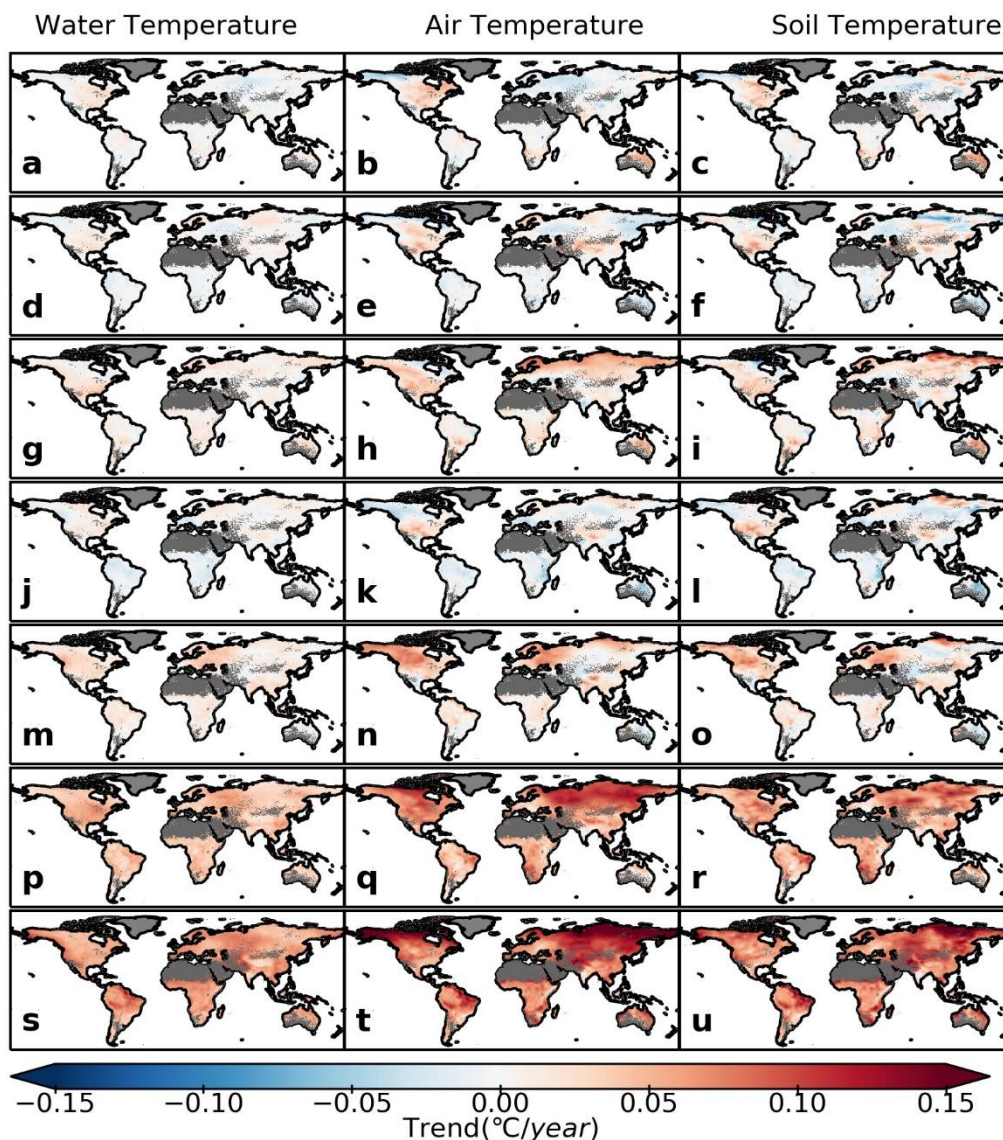 Water Temperature Air Temperature Soil Temperature
a b c
d e f
g h i
j k l
m n o
p q r
s t u
−0.15 −0.10 −0.05 0.00 0.05 0.10 0.15
Trend(°C/year)